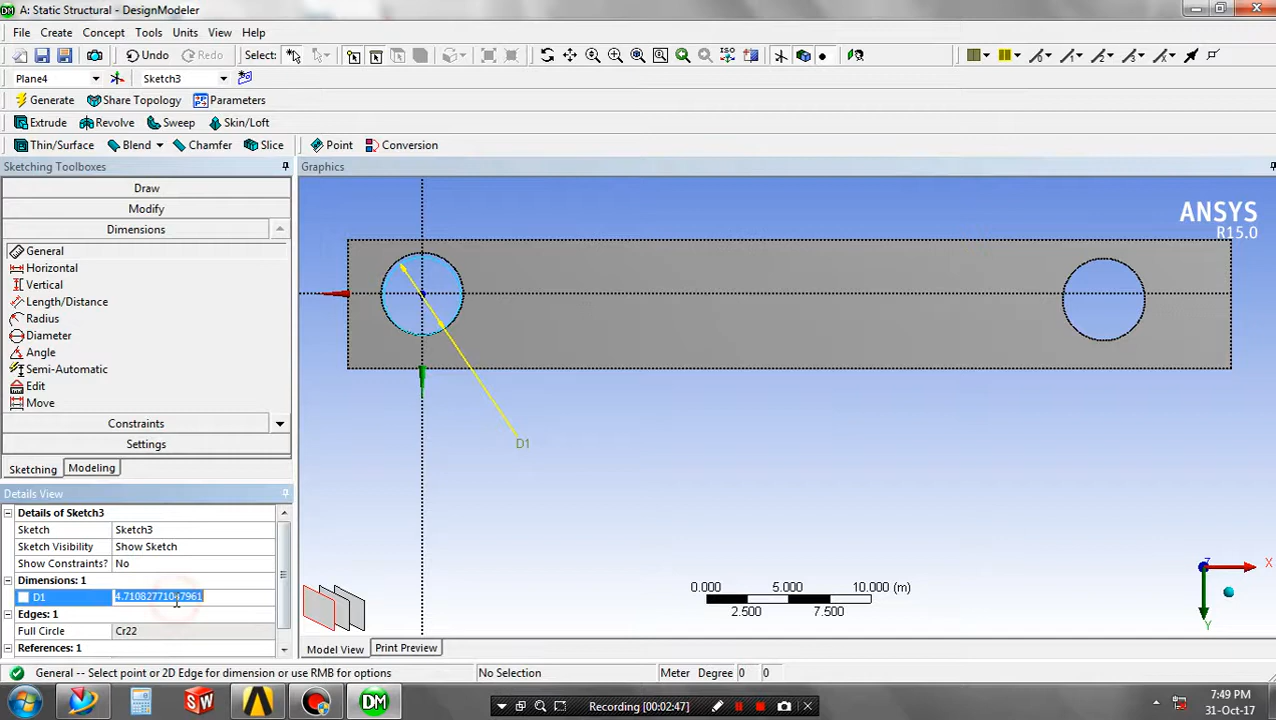 A: Static Structural - DesignModeler
File Create Concept Tools Units View Help
Undo Redo Select:
Plane4 Sketch3
Generate Share Topology Parameters
Extrude Revolve Sweep Skin/Loft
Thin/Surface Blend Chamfer Slice Point Conversion
Sketching Toolboxes
Graphics
Draw
Modify
Dimensions
General
Horizontal
Vertical
Length/Distance
Radius
Diameter
Angle
Semi-Automatic
Edit
Move
Constraints
Settings
Sketching Modeling
ANSYS
R15.0
D1
Details View
Details of Sketch3
Sketch Sketch3
Sketch Visibility Show Sketch
Show Constraints? No
Dimensions: 1
D1 4.71082771047961
Edges: 1
Full Circle Cr22
References: 1
0.000 5.000 10.000 (m)
2.500 7.500
X
Y
Z
Model View Print Preview
General -- Select point or 2D Edge for dimension or use RMB for options No Selection Meter Degree 0 0
Recording [00:02:47]
7:49 PM
31-Oct-17